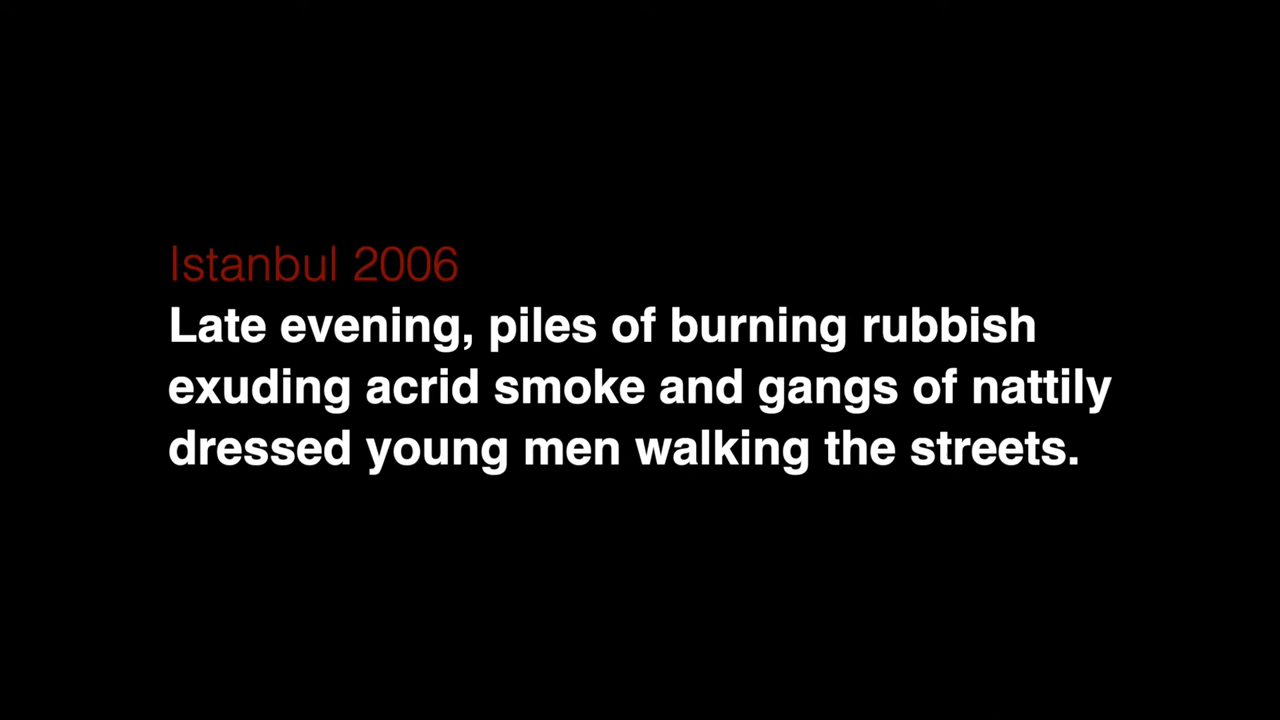 Istanbul 2006
Late evening, piles of burning rubbish
exuding acrid smoke and gangs of nattily
dressed young men walking the streets.